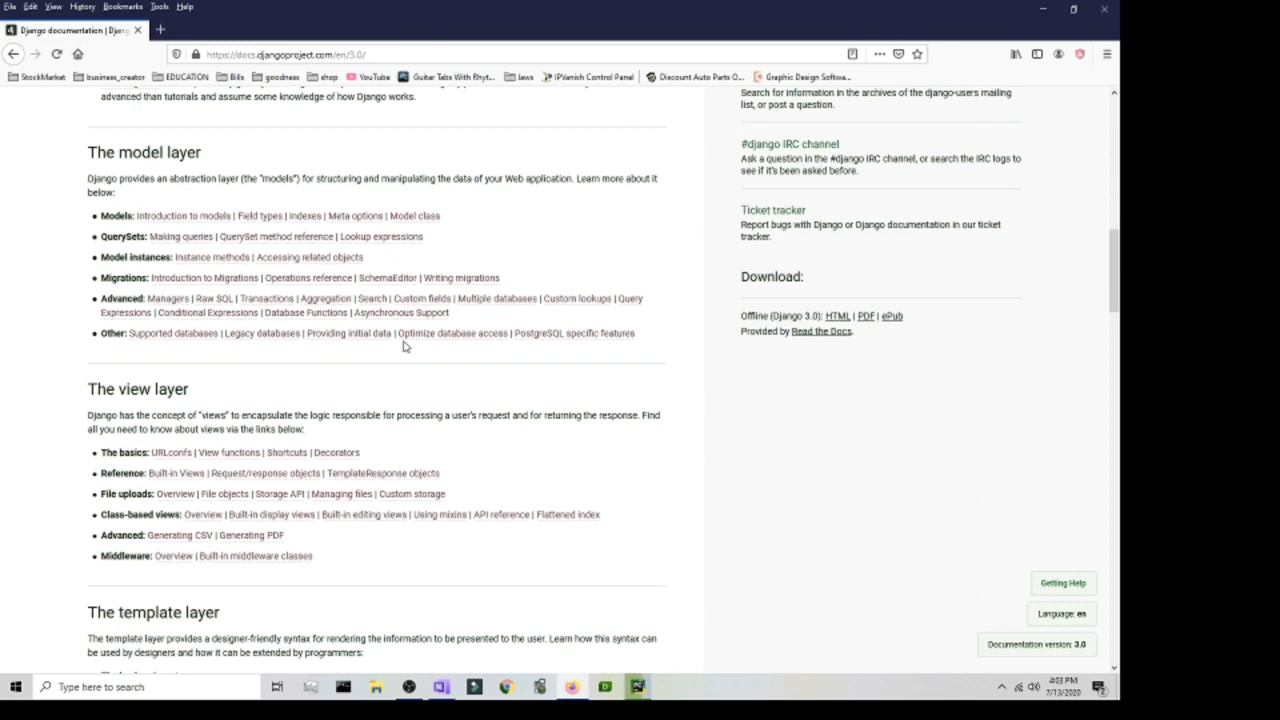 File Edit View History Bookmarks Tools Help
Django documentation | Djang
https://docs.djangoproject.com/en/3.0/
StockMarket business_creator EDUCATION Bills goodness shop YouTube Guitar Tabs With Rhyt... laws IPVanish Control Panel Discount Auto Parts O... Graphic Design Softwa...
advanced than tutorials and assume some knowledge of how Django works.
The model layer
Django provides an abstraction layer (the "models") for structuring and manipulating the data of your Web application. Learn more about it
below:
• Models: Introduction to models | Field types | Indexes | Meta options | Model class
• QuerySets: Making queries | QuerySet method reference | Lookup expressions
• Model instances: Instance methods | Accessing related objects
• Migrations: Introduction to Migrations | Operations reference | SchemaEditor | Writing migrations
• Advanced: Managers | Raw SQL | Transactions | Aggregation | Search | Custom fields | Multiple databases | Custom lookups | Query
Expressions | Conditional Expressions | Database Functions | Asynchronous Support
• Other: Supported databases | Legacy databases | Providing initial data | Optimize database access | PostgreSQL specific features
The view layer
Django has the concept of "views" to encapsulate the logic responsible for processing a user's request and for returning the response. Find
all you need to know about views via the links below:
• The basics: URLconfs | View functions | Shortcuts | Decorators
• Reference: Built-in Views | Request/response objects | TemplateResponse objects
• File uploads: Overview | File objects | Storage API | Managing files | Custom storage
• Class-based views: Overview | Built-in display views | Built-in editing views | Using mixins | API reference | Flattened index
• Advanced: Generating CSV | Generating PDF
• Middleware: Overview | Built-in middleware classes
The template layer
The template layer provides a designer-friendly syntax for rendering the information to be presented to the user. Learn how this syntax can
be used by designers and how it can be extended by programmers:
Search for information in the archives of the django-users mailing
list, or post a question.
#django IRC channel
Ask a question in the #django IRC channel, or search the IRC logs to
see if it's been asked before.
Ticket tracker
Report bugs with Django or Django documentation in our ticket
tracker.
Download:
Offline (Django 3.0): HTML | PDF | ePub
Provided by Read the Docs.
Getting Help
Language: en
Documentation version: 3.0
Type here to search
4:03 PM
7/13/2020